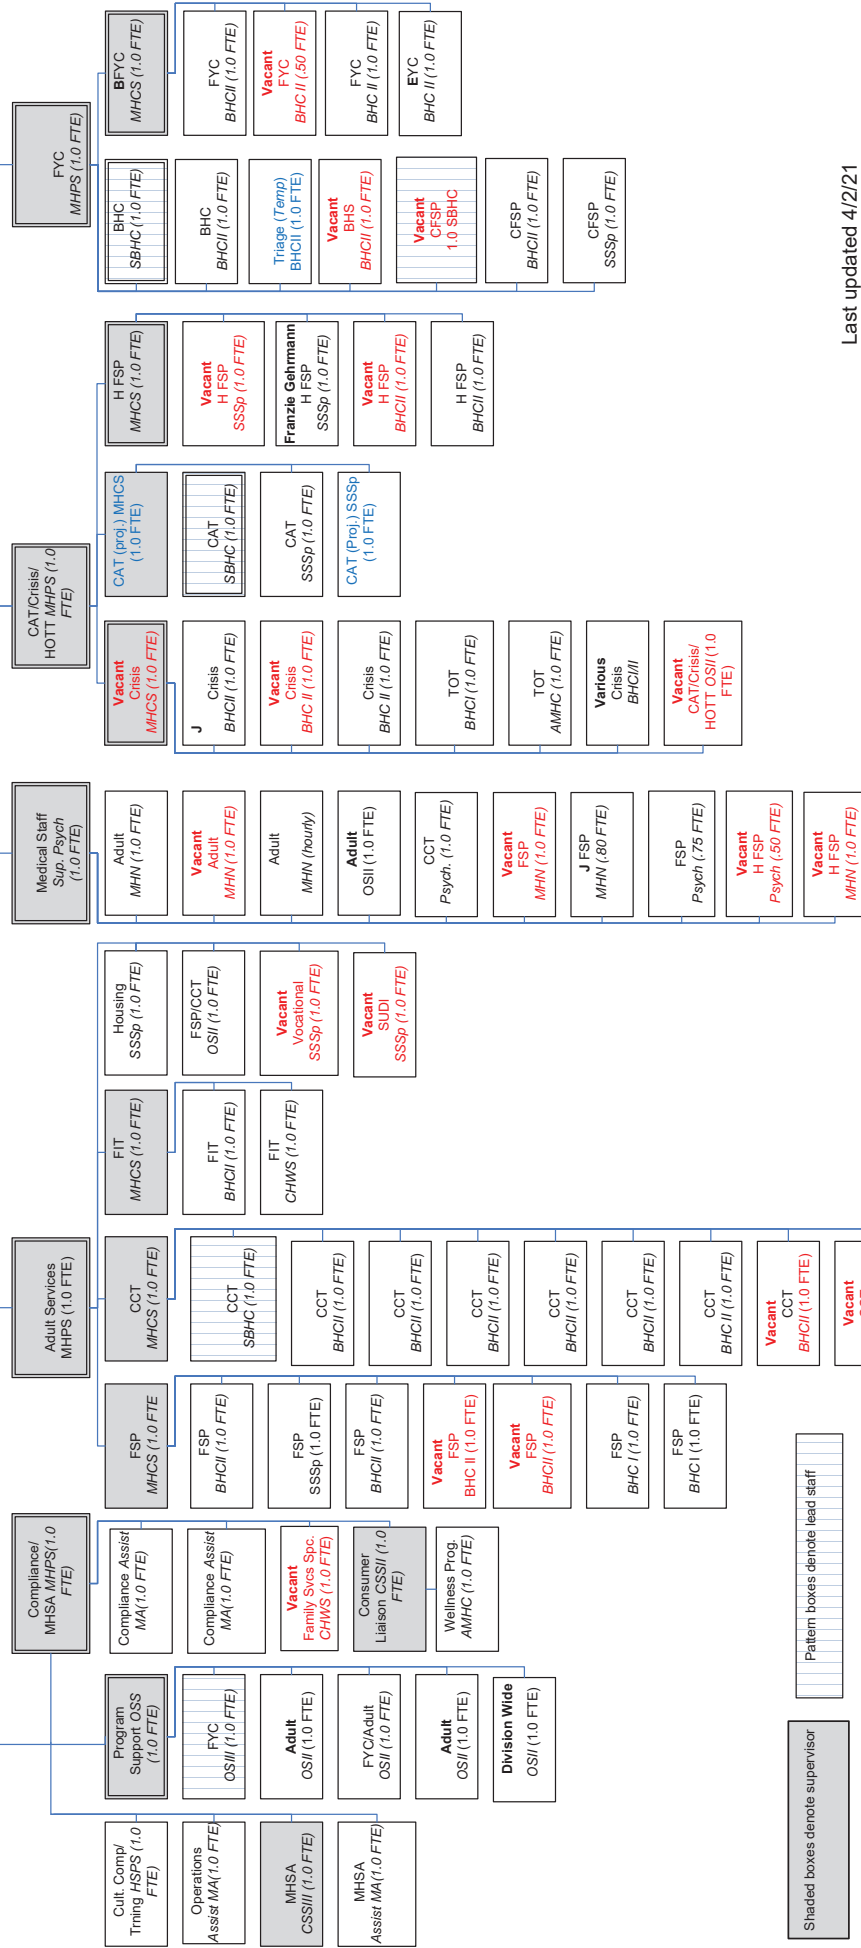 Cult. Comp/
Trning HSPS (1.0
FTE)
Operations
Assist MA(1.0 FTE)
MHSA
CSSIII (1.0 FTE)
MHSA
Assist MA(1.0 FTE)
Program
Support OSS
(1.0 FTE)
FYC
OSIII (1.0 FTE)
Adult
OSII (1.0 FTE)
FYC/Adult
OSII (1.0 FTE)
Adult
OSII (1.0 FTE)
Division Wide
OSII (1.0 FTE)
Compliance/
MHSA MHPS(1.0
FTE)
Compliance Assist
MA(1.0 FTE)
Compliance Assist
MA(1.0 FTE)
Vacant
Family Svcs Spc.
CHWS (1.0 FTE)
Consumer
Liaison CSSII (1.0
FTE)
Wellness Prog.
AMHC (1.0 FTE)
Adult Services
MHPS (1.0 FTE)
FSP
MHCS (1.0 FTE
FSP
BHCII (1.0 FTE)
FSP
SSSp (1.0 FTE)
FSP
BHCII (1.0 FTE)
Vacant
FSP
BHC II (1.0 FTE)
Vacant
FSP
BHCII (1.0 FTE)
FSP
BHC I (1.0 FTE)
FSP
BHC I (1.0 FTE)
CCT
MHCS (1.0 FTE
CCT
SBHC (1.0 FTE)
CCT
BHCII (1.0 FTE)
CCT
BHCII (1.0 FTE)
CCT
BHCII (1.0 FTE)
CCT
BHCII (1.0 FTE)
CCT
BHCII (1.0 FTE)
CCT
BHCII (1.0 FTE)
Vacant
CCT
BHCII (1.0 FTE)
Vacant
FIT
MHCS (1.0 FTE)
FIT
BHCII (1.0 FTE)
FIT
CHWS (1.0 FTE)
Housing
SSSp (1.0 FTE)
FSP/CCT
OSII (1.0 FTE)
Vacant
Vocational
SSSp (1.0 FTE)
Vacant
SUDI
SSSp (1.0 FTE)
Medical Staff
Sup. Psych
(1.0 FTE)
Adult
MHN (1.0 FTE)
Vacant
Adult
MHN (1.0 FTE)
Adult
MHN (hourly)
Adult
OSII (1.0 FTE)
CCT
Psych. (1.0 FTE)
Vacant
FSP
MHN (1.0 FTE)
J FSP
MHN (.80 FTE)
FSP
Psych (.75 FTE)
Vacant
H FSP
Psych (.50 FTE)
Vacant
H FSP
MHN (1.0 FTE)
CAT/Crisis/
HOTT MHPS (1.0
FTE)
Vacant
Crisis
MHCS (1.0 FTE)
J
Crisis
BHCII (1.0 FTE)
Vacant
Crisis
BHC II (1.0 FTE)
Crisis
BHC II (1.0 FTE)
TOT
BHCI (1.0 FTE)
TOT
AMHC (1.0 FTE)
Various
Crisis
BHCI/II
Vacant
CAT/Crisis/
HOTT OSII (1.0
FTE)
CAT (proj.) MHCS
(1.0 FTE)
CAT
SBHC (1.0 FTE)
CAT
SSSp (1.0 FTE)
CAT (Proj.) SSSp
(1.0 FTE)
H FSP
MHCS (1.0 FTE)
Vacant
H FSP
SSSp (1.0 FTE)
Franzie Gehrmann
H FSP
SSSp (1.0 FTE)
Vacant
H FSP
BHCII (1.0 FTE)
H FSP
BHCII (1.0 FTE)
FYC
MHPS (1.0 FTE)
BHC
SBHC (1.0 FTE)
BHC
BHCII (1.0 FTE)
Triage (Temp)
BHCII (1.0 FTE)
Vacant
BHS
BHCII (1.0 FTE)
Vacant
CFSP
1.0 SBHC
CFSP
BHCII (1.0 FTE)
CFSP
SSSp (1.0 FTE)
BFYC
MHCS (1.0 FTE)
FYC
BHCII (1.0 FTE)
Vacant
FYC
BHC II (.50 FTE)
FYC
BHC II (1.0 FTE)
EYC
BHC II (1.0 FTE)
Shaded boxes denote supervisor
Pattern boxes denote lead staff
Last updated 4/2/21